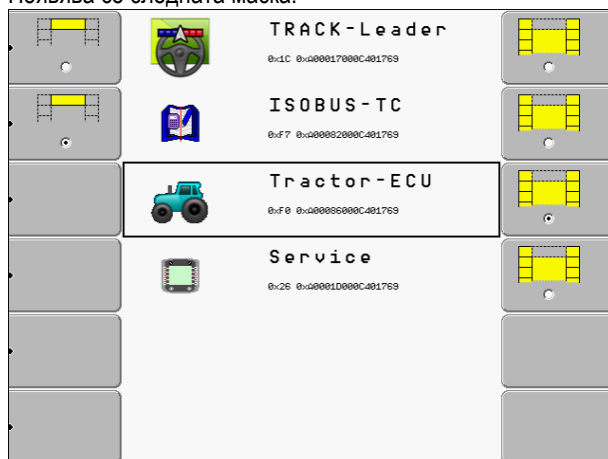 Появява се следната маска:
TRACK-Leader
0x1C 0xA00017000C401769
ISOBUS-TC
0xF7 0xA00082000C401769
Tractor-ECU
0xF0 0xA00086000C401769
Service
0x26 0xA0001D000C401769